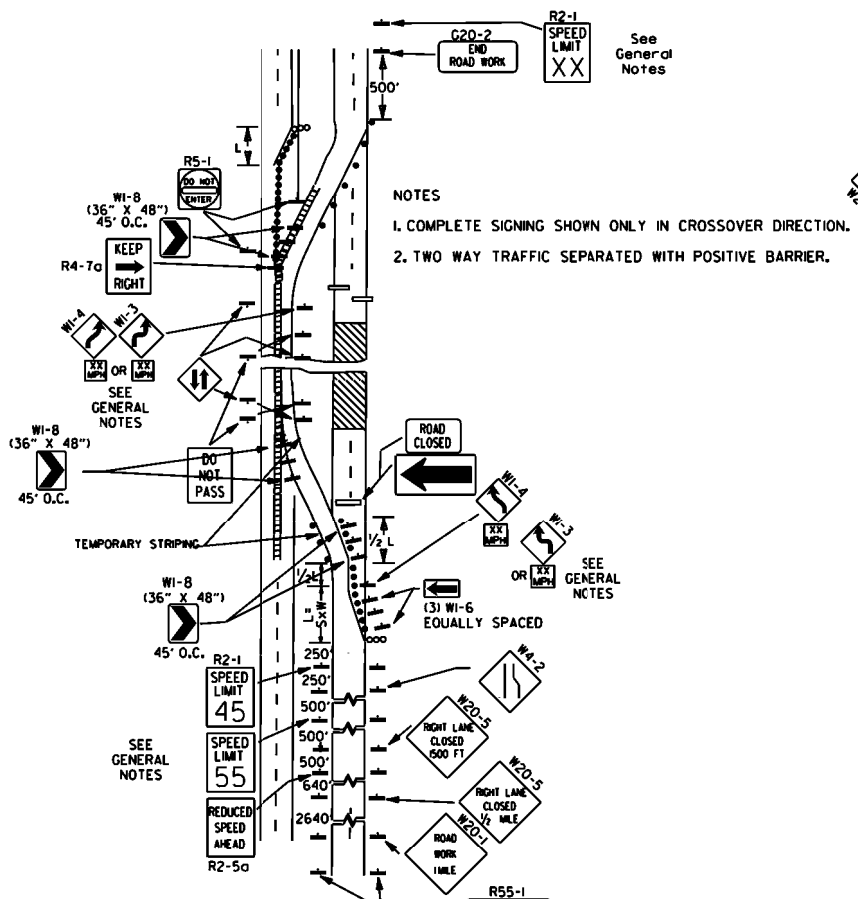 R2-1
SPEED
LIMIT
XX
See
General
Notes
G20-2
END
ROAD WORK
500'
L
R5-1
DO NOT
ENTER
W1-8
(36" X 48")
45' O.C.
KEEP
RIGHT
R4-7a
NOTES
1. COMPLETE SIGNING SHOWN ONLY IN CROSSOVER DIRECTION.
2. TWO WAY TRAFFIC SEPARATED WITH POSITIVE BARRIER.
W1-4
W1-3
XX
MPH
OR
XX
MPH
SEE
GENERAL
NOTES
W1-8
(36" X 48")
45' O.C.
DO
NOT
PASS
ROAD
CLOSED
W1-4
XX
MPH
W1-3
OR
XX
MPH
SEE
GENERAL
NOTES
TEMPORARY STRIPING
½ L
½L
L=
SxW
W1-8
(36" X 48")
45' O.C.
(3) W1-6
EQUALLY SPACED
250'
R2-1
SPEED
LIMIT
45
250'
W4-2
500'
SEE
GENERAL
NOTES
SPEED
LIMIT
55
500'
W20-5
RIGHT LANE
CLOSED
1500 FT
500'
640'
W20-5
RIGHT LANE
CLOSED
½ MILE
REDUCED
SPEED
AHEAD
R2-5a
2640'
W20-1
ROAD
WORK
1 MILE
R55-1